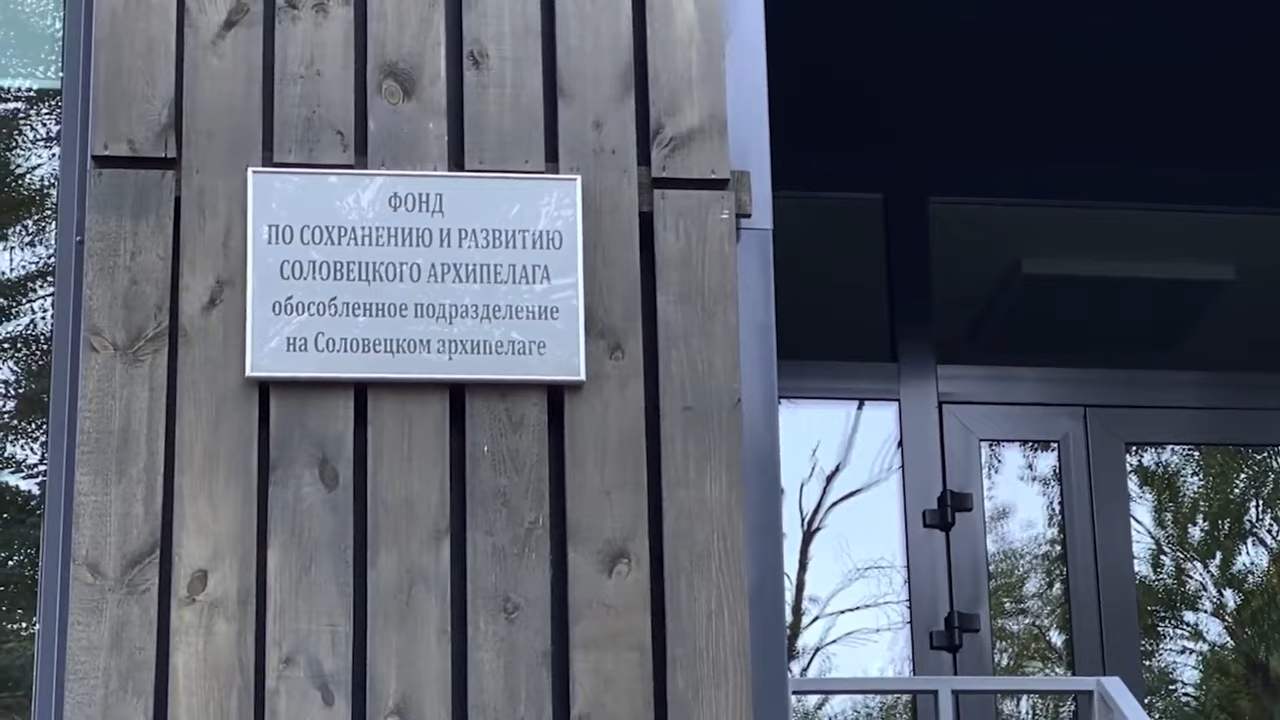 ФОНД
ПО СОХРАНЕНИЮ И РАЗВИТИЮ
СОЛОВЕЦКОГО АРХИПЕЛАГА
обособленное подразделение
на Соловецком архипелаге